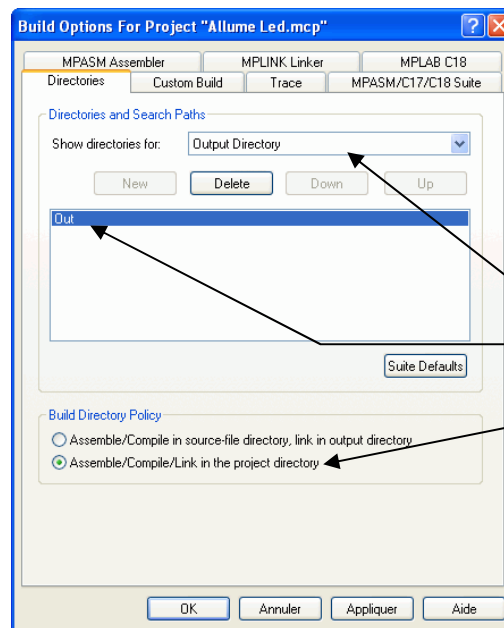 Build Options For Project "Allume Led.mcp"
MPASM Assembler MPLINK Linker MPLAB C18
Directories Custom Build Trace MPASM/C17/C18 Suite
Directories and Search Paths
Show directories for: Output Directory
New Delete Down Up
Out
Suite Defaults
Build Directory Policy
Assemble/Compile in source-file directory, link in output directory
Assemble/Compile/Link in the project directory
OK Annuler Appliquer Aide